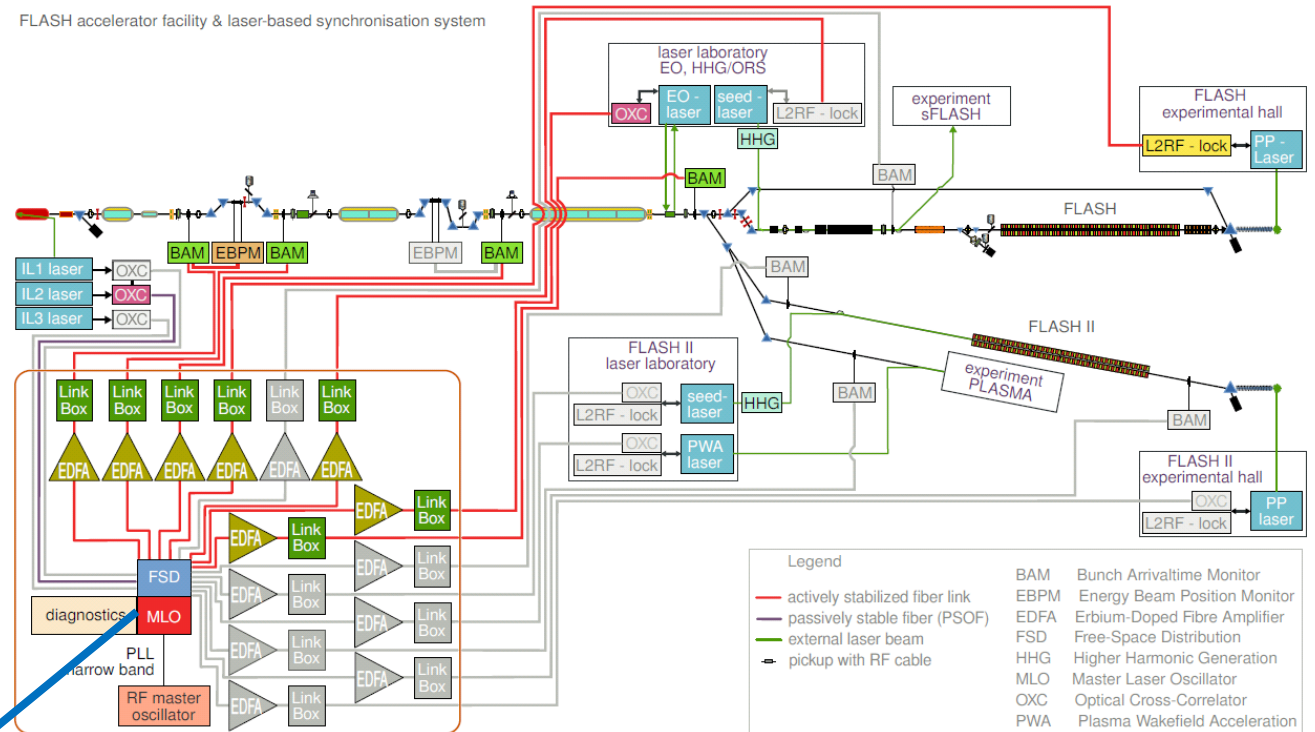 FLASH accelerator facility & laser-based synchronisation system
laser laboratory
EO, HHG/ORS
OXC
EO -
laser
seed -
laser
L2RF - lock
HHG
experiment
sFLASH
FLASH
experimental hall
L2RF - lock
PP -
Laser
BAM
BAM
FLASH
BAM
EBPM
BAM
EBPM
BAM
BAM
IL1 laser
OXC
IL2 laser
OXC
IL3 laser
OXC
FLASH II
FLASH II
laser laboratory
OXC
L2RF - lock
seed-
laser
HHG
OXC
L2RF - lock
PWA
laser
experiment
PLASMA
BAM
BAM
FLASH II
experimental hall
OXC
L2RF - lock
PP
laser
Link
Box
Link
Box
Link
Box
Link
Box
Link
Box
Link
Box
EDFA
EDFA
EDFA
EDFA
EDFA
EDFA
EDFA
Link
Box
EDFA
Link
Box
EDFA
Link
Box
EDFA
Link
Box
EDFA
Link
Box
EDFA
Link
Box
EDFA
Link
Box
FSD
diagnostics
MLO
PLL
narrow band
RF master
oscillator
Legend
actively stabilized fiber link
passively stable fiber (PSOF)
external laser beam
pickup with RF cable
BAM Bunch Arrivaltime Monitor
EBPM Energy Beam Position Monitor
EDFA Erbium-Doped Fibre Amplifier
FSD Free-Space Distribution
HHG Higher Harmonic Generation
MLO Master Laser Oscillator
OXC Optical Cross-Correlator
PWA Plasma Wakefield Acceleration